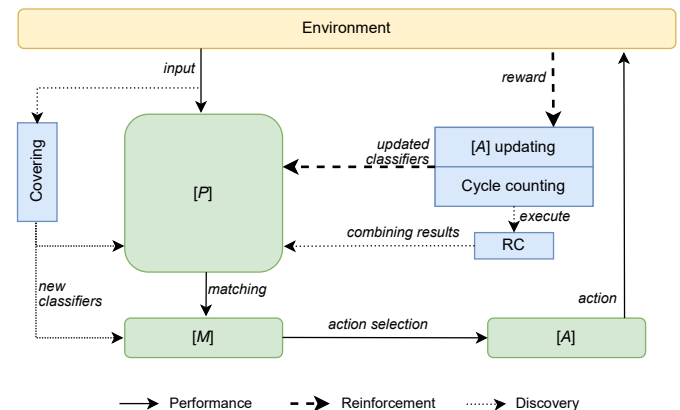 Environment
input
reward
Covering
updated
classifiers
[A] updating
[P]
Cycle counting
execute
combining results
RC
new
classifiers
matching
action
[M]
action selection
[A]
Performance
Reinforcement
Discovery